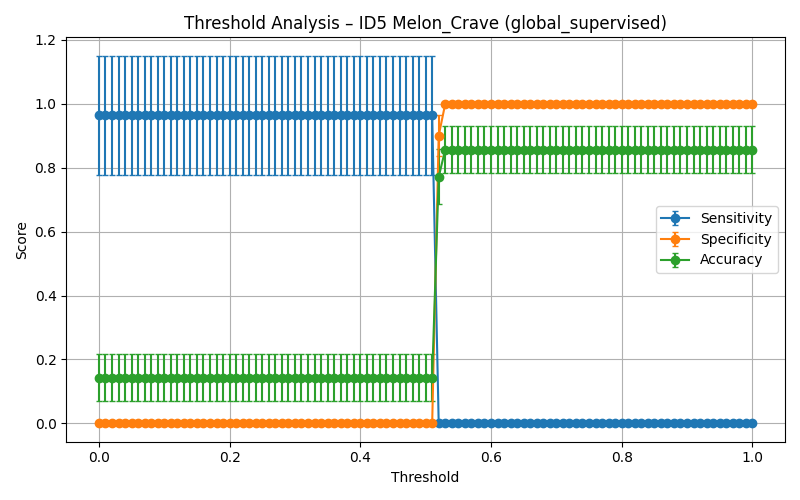 Threshold Analysis – ID5 Melon_Crave (global_supervised)
1.2
1.0
0.8
0.6
0.4
0.2
0.0
Score
Sensitivity
Specificity
Accuracy
0.0 0.2 0.4 0.6 0.8 1.0
Threshold